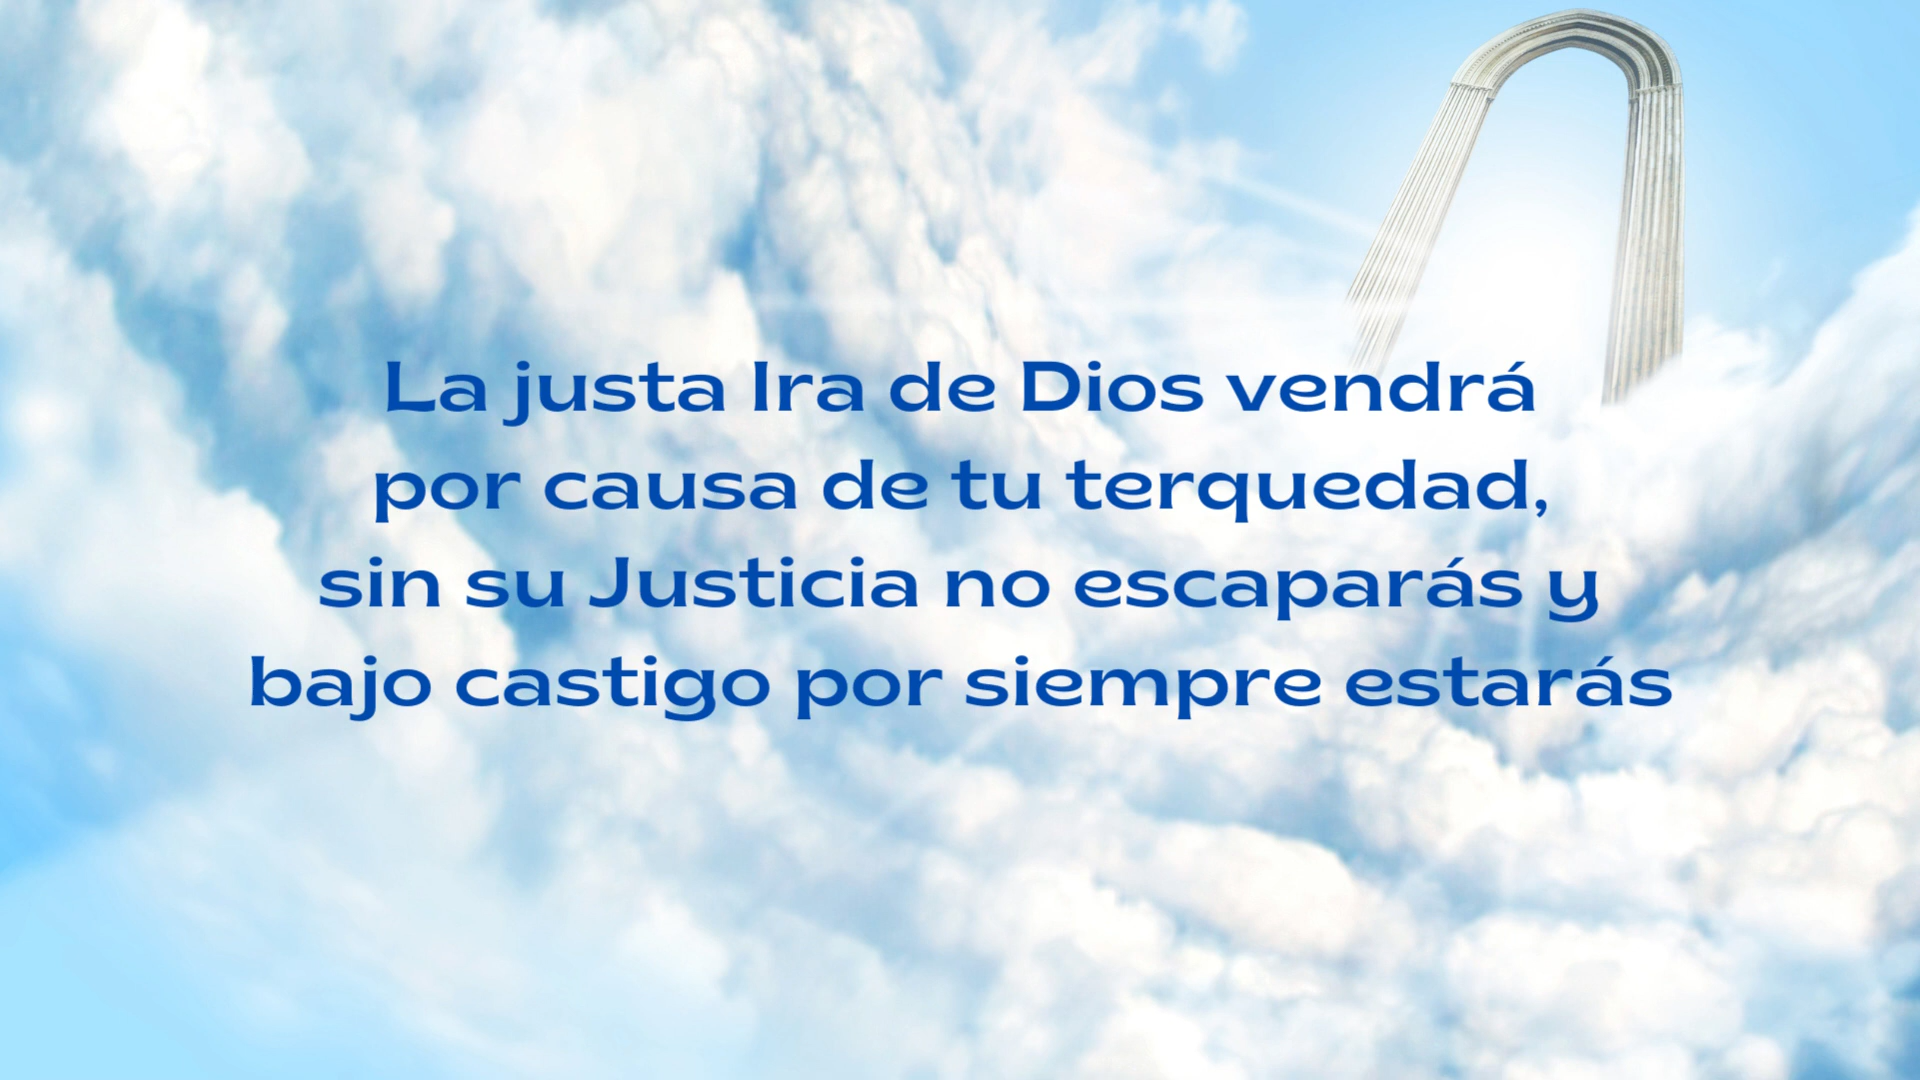 La justa Ira de Dios vendrá
por causa de tu terquedad,
sin su Justicia no escaparás y
bajo castigo por siempre estarás